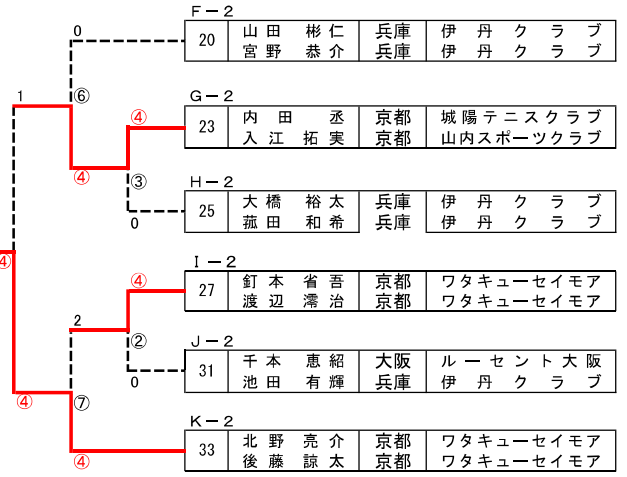 F－2
0
20 山田 彬仁 兵庫 伊丹クラブ
宮野 恭介 兵庫 伊丹クラブ
1
⑥
G－2
④
23 内田 丞 京都 城陽テニスクラブ
入江 拓実 京都 山内スポーツクラブ
④
③
H－2
0
25 大橋 裕太 兵庫 伊丹クラブ
菰田 和希 兵庫 伊丹クラブ
④
I－2
④
27 釘本 省吾 京都 ワタキューセイモア
渡辺 澪治 京都 ワタキューセイモア
2
②
J－2
0
31 千本 恵紹 大阪 ルーセント大阪
池田 有輝 兵庫 伊丹クラブ
④
⑦
K－2
④
33 北野 亮介 京都 ワタキューセイモア
後藤 諒太 京都 ワタキューセイモア